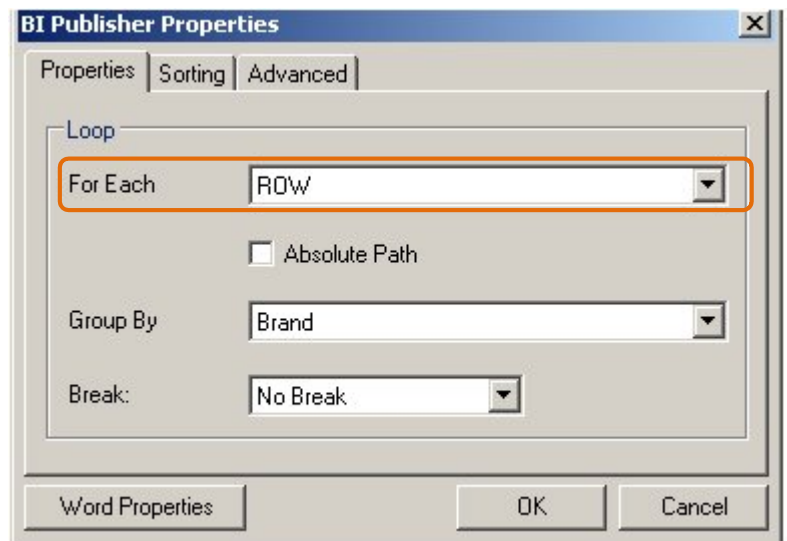 BI Publisher Properties
Properties Sorting Advanced
Loop
For Each ROW
Absolute Path
Group By Brand
Break: No Break
Word Properties OK Cancel